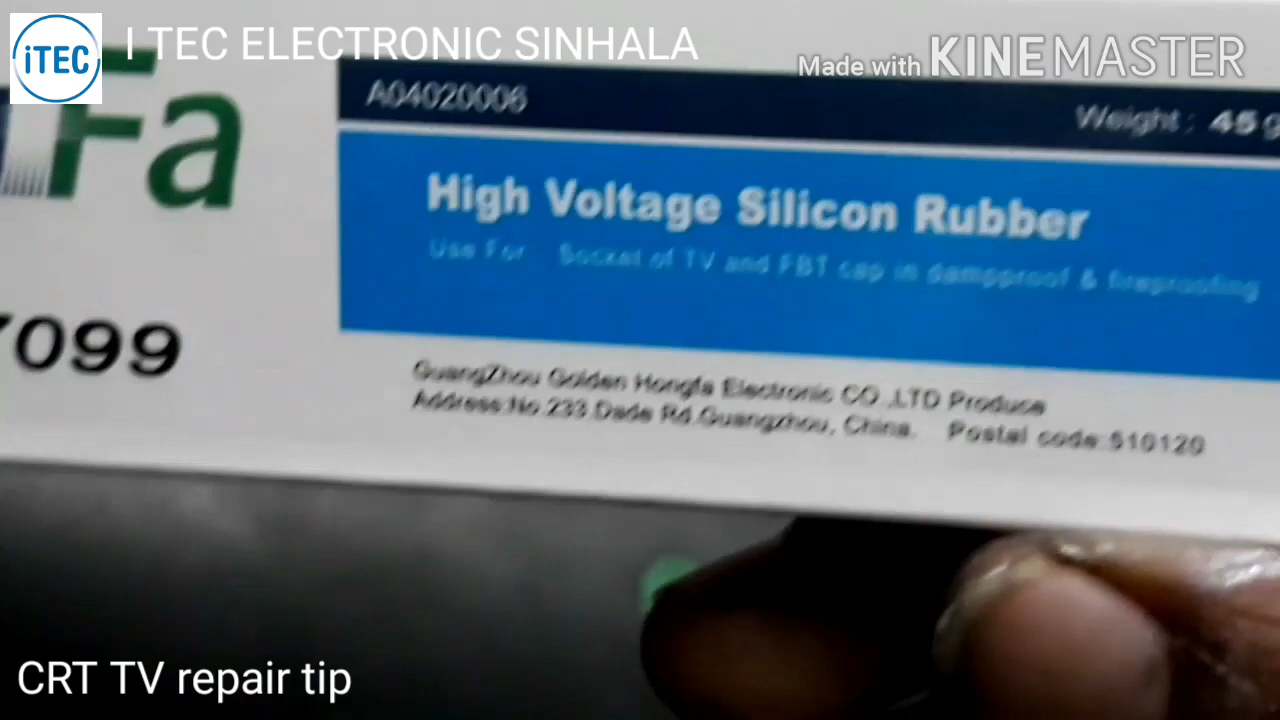 iTEC
I TEC ELECTRONIC SINHALA
Made with KINEMASTER
Fa
A04020006
Weight : 45g
High Voltage Silicon Rubber
Use For Socket of TV and FBT cap in dampproof & fireproofing
099
GuangZhou Golden Hongfa Electronic CO .,LTD Produce
Address:No.233.Dade Rd.Guangzhou, China. Postal code:510120
CRT TV repair tip